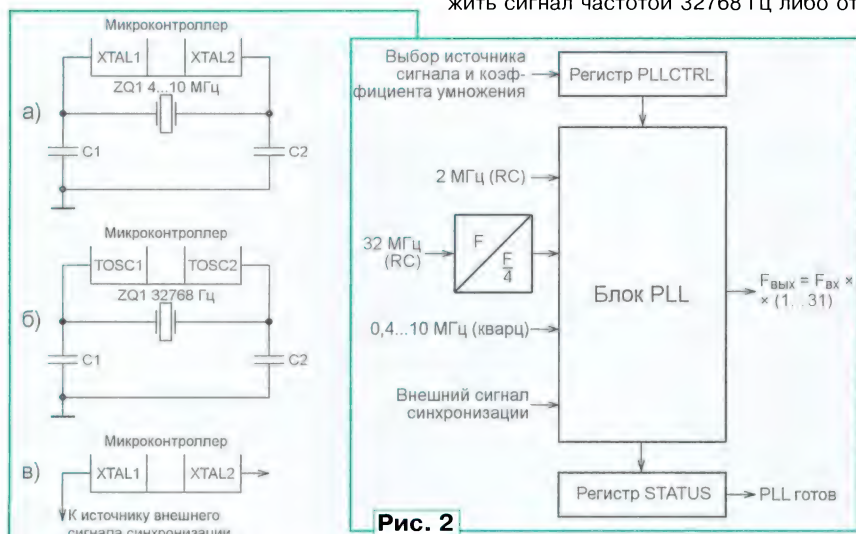 жить сигнал частотой 32768 Гц либо от
Микроконтроллер
XTAL1 XTAL2
ZQ1 4...10 МГц
а)
C1
C2
Микроконтроллер
TOSC1 TOSC2
ZQ1 32768 Гц
б)
C1
C2
Микроконтроллер
в)
XTAL1 XTAL2
К источнику внешнего
сигнала синхронизации
Выбор источника
сигнала и коэф-
фициента умножения
Регистр PLLCTRL
2 МГц (RC)
32 МГц
(RC)
F
F
4
0,4...10 МГц (кварц)
Внешний сигнал
синхронизации
Блок PLL
Fвых = Fвх ×
× (1...31)
Регистр STATUS
PLL готов
Рис. 2